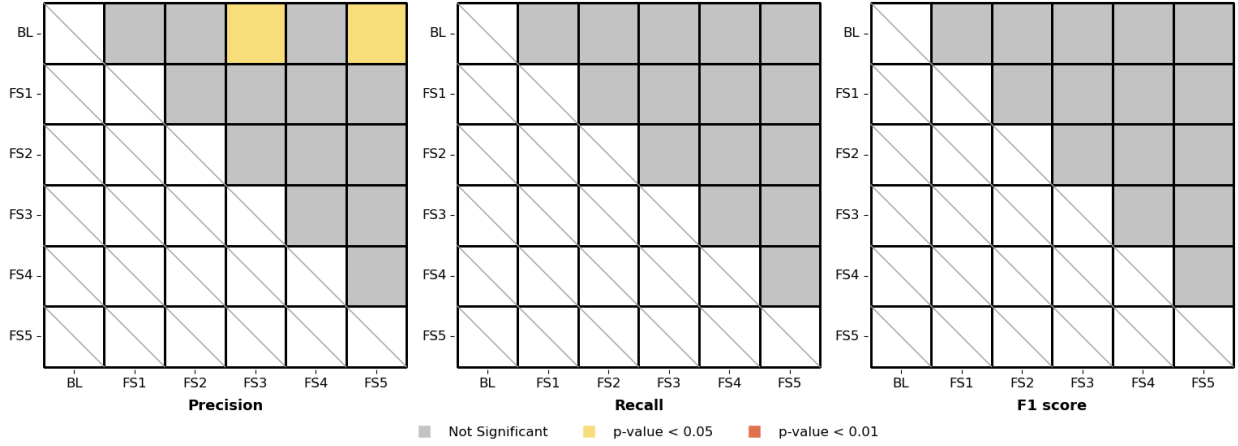 BL
FS1
FS2
FS3
FS4
FS5
BL FS1 FS2 FS3 FS4 FS5
Precision
BL
FS1
FS2
FS3
FS4
FS5
BL FS1 FS2 FS3 FS4 FS5
Recall
BL
FS1
FS2
FS3
FS4
FS5
BL FS1 FS2 FS3 FS4 FS5
F1 score
Not Significant p-value < 0.05 p-value < 0.01